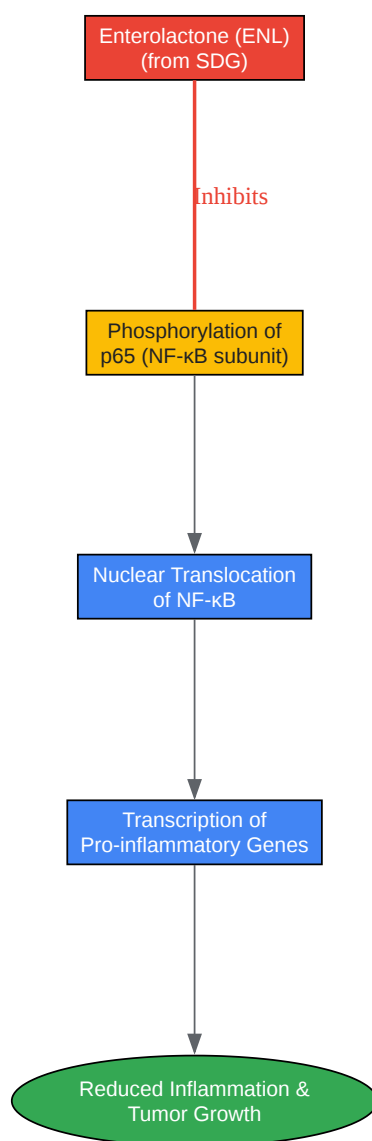 Enterolactone (ENL)
(from SDG)
Inhibits
Phosphorylation of
p65 (NF-κB subunit)
Nuclear Translocation
of NF-κB
Transcription of
Pro-inflammatory Genes
Reduced Inflammation &
Tumor Growth